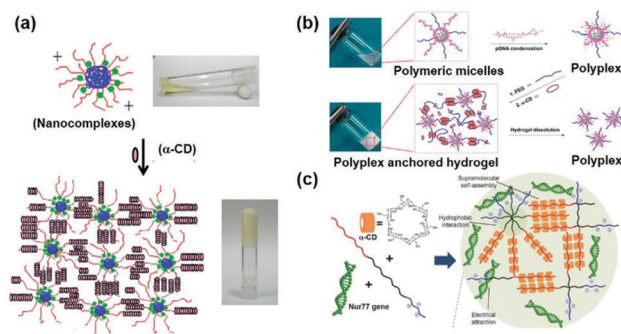 (a)
+
+
(Nanocomplexes)
(α-CD)
(b)
pDNA condensation
Polymeric micelles
Polyplex
1. PEG
2. α-CD
Hydrogel dissolution
Polyplex anchored hydrogel
Polyplex
(c)
Supramolecular
self-assembly
Hydrophobic
interaction
α-CD
=
+
+
Nur77 gene
Electrical
attraction